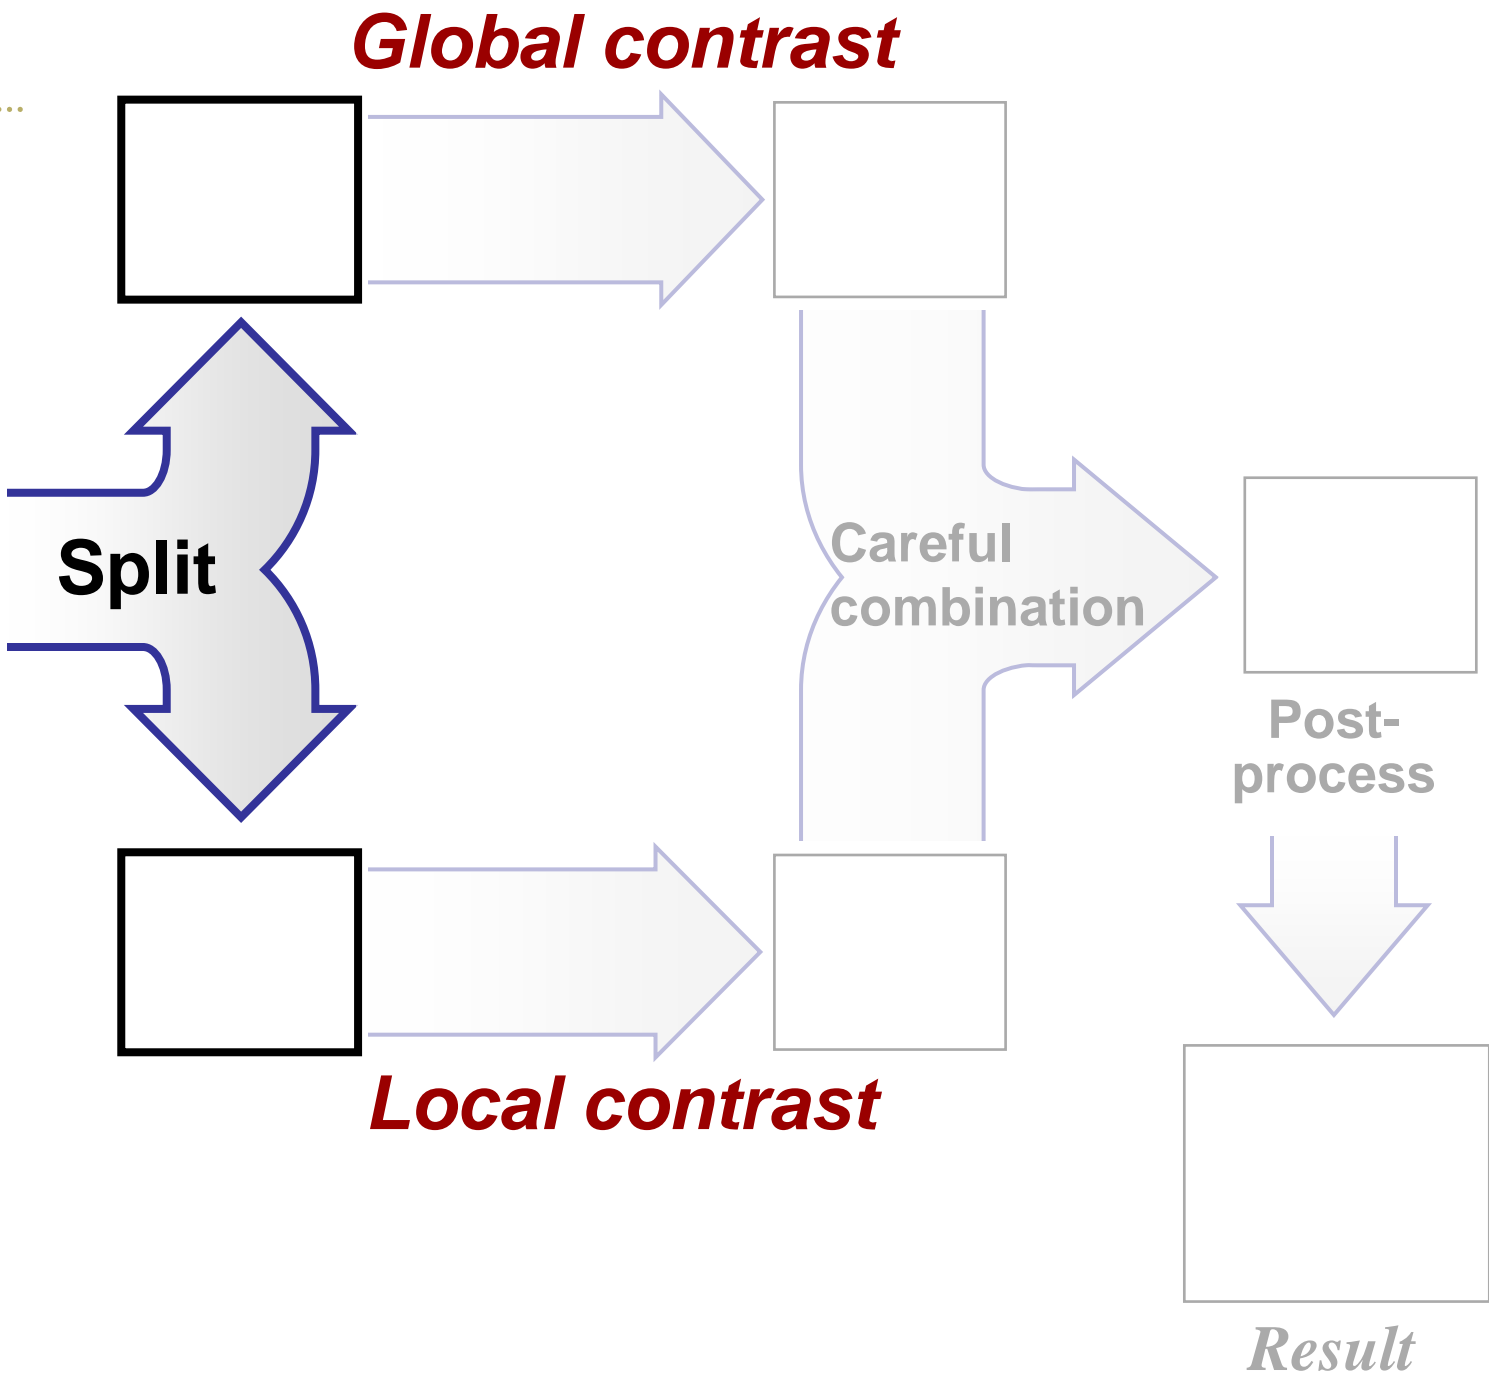 Global contrast
...
Split
Careful
combination
Post-
process
Local contrast
Result